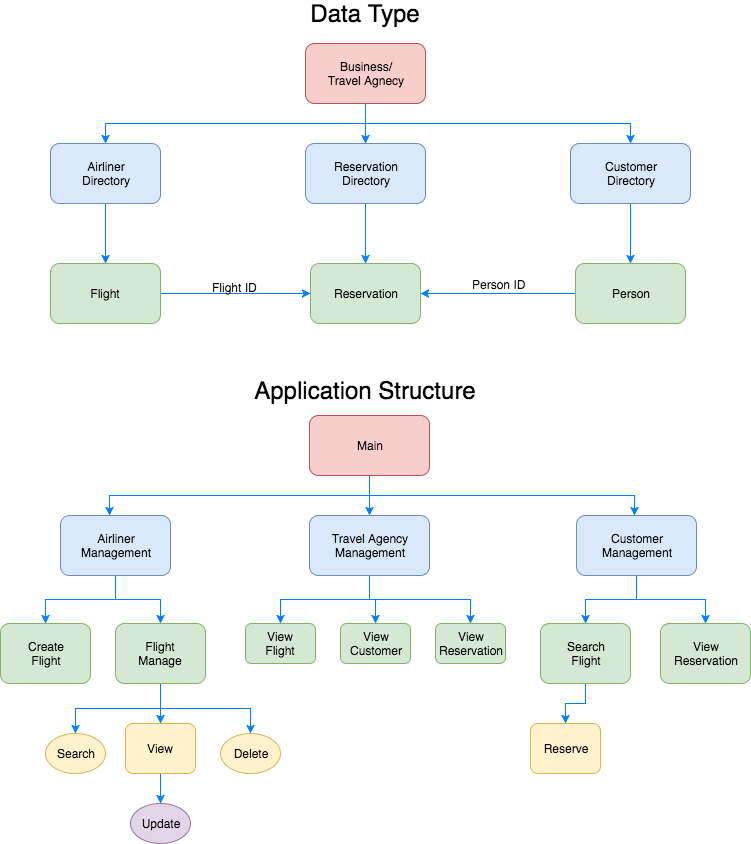 Data Type
Business/
Travel Agnecy
Airliner
Directory
Reservation
Directory
Customer
Directory
Flight
Flight ID
Reservation
Person ID
Person
Application Structure
Main
Airliner
Management
Travel Agency
Management
Customer
Management
Create
Flight
Flight
Manage
View
Flight
View
Customer
View
Reservation
Search
Flight
View
Reservation
Search
View
Delete
Reserve
Update